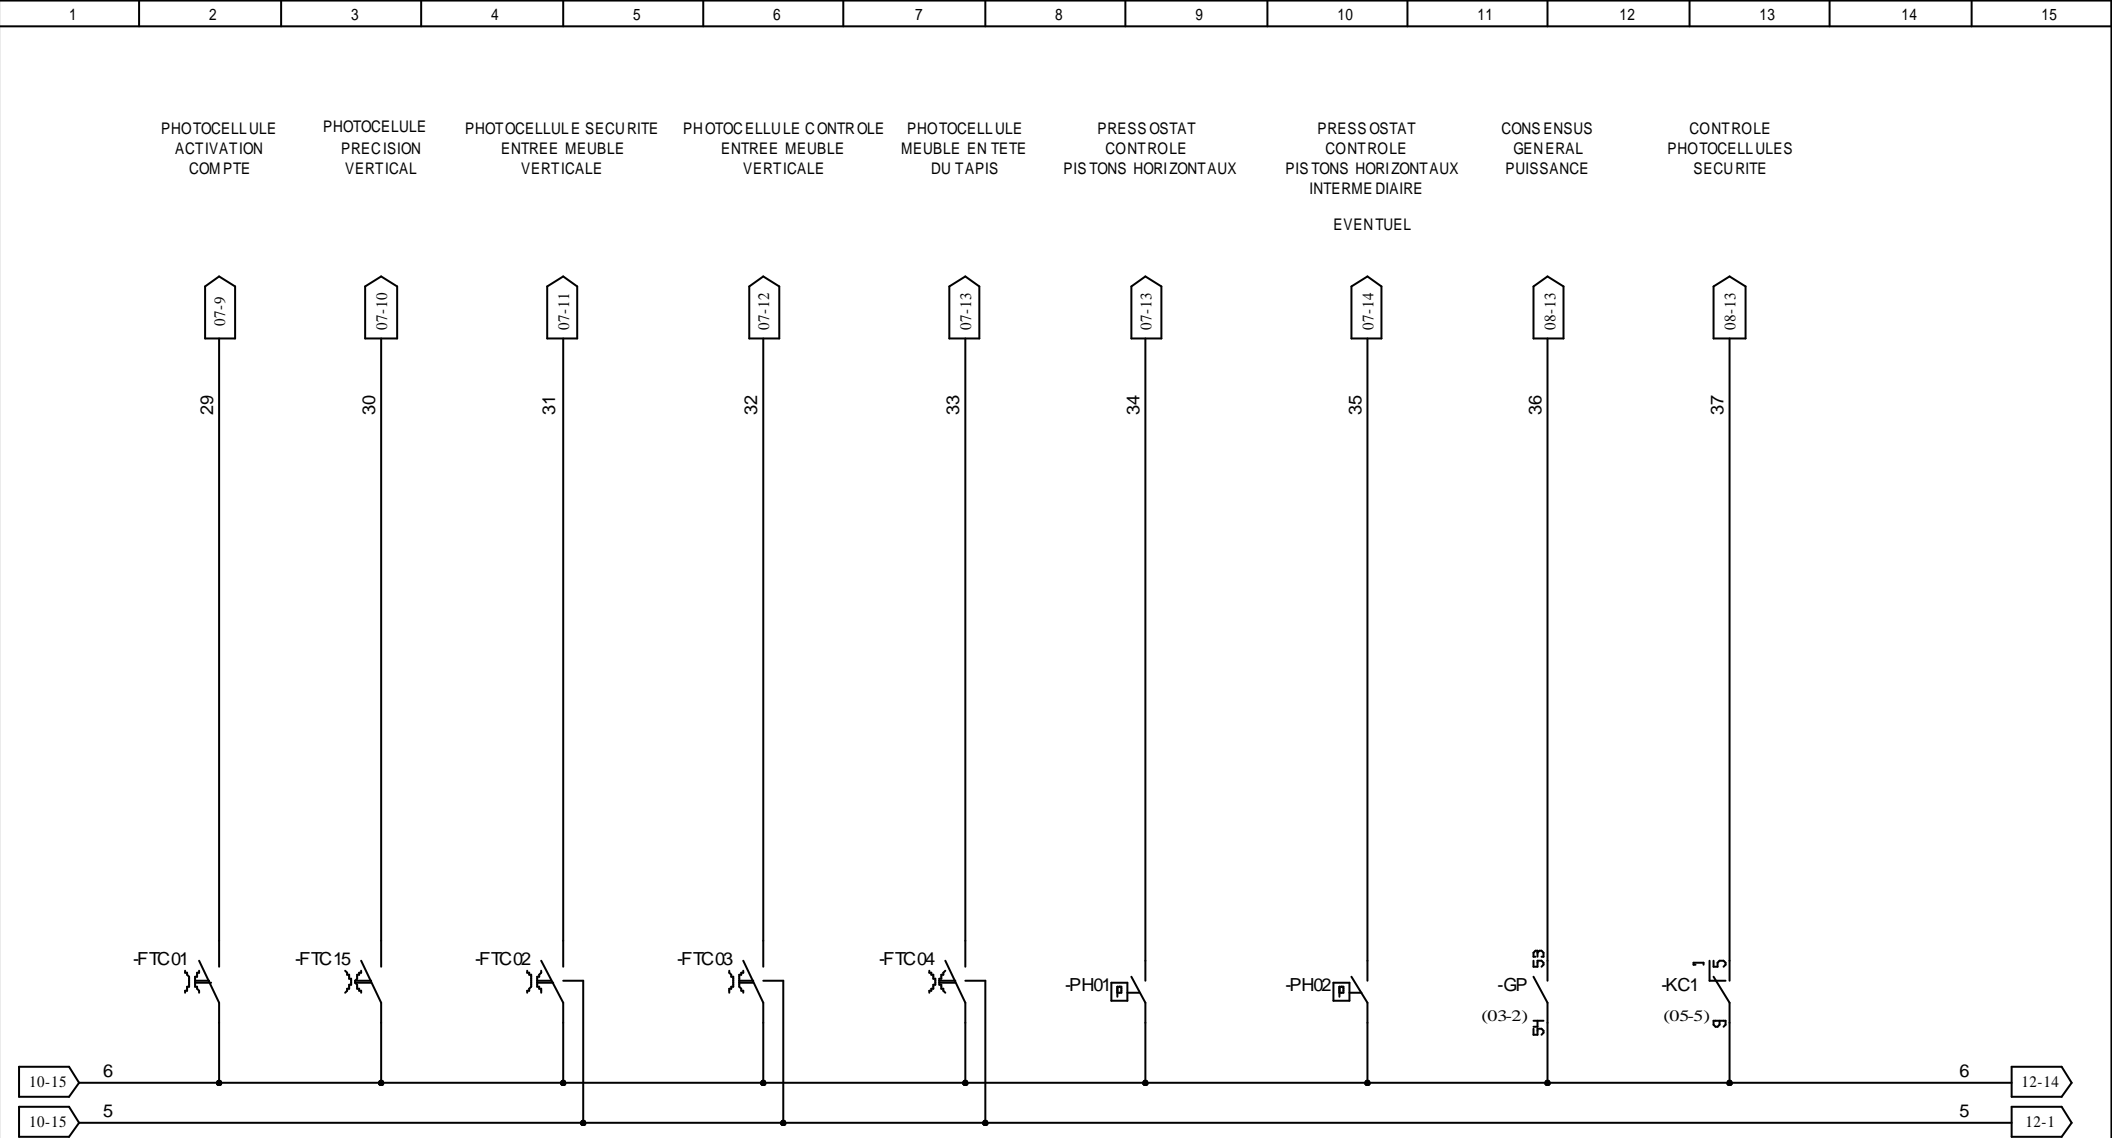 1 2 3 4 5 6 7 8 9 10 11 12 13 14 15
PHOTOCELLULE
ACTIVATION
COMPTE
PHOTOCELULE
PRECISION
VERTICAL
PHOTOCELLULE SECURITE
ENTREE MEUBLE
VERTICALE
PHOTOCELLULE CONTROLE
ENTREE MEUBLE
VERTICALE
PHOTOCELLULE
MEUBLE EN TETE
DU TAPIS
PRESSOSTAT
CONTROLE
PISTONS HORIZONTAUX
PRESSOSTAT
CONTROLE
PISTONS HORIZONTAUX
INTERMEDIAIRE
EVENTUEL
CONSENSUS
GENERAL
PUISSANCE
CONTROLE
PHOTOCELLULES
SECURITE
07-9 07-10 07-11 07-12 07-13 07-13 07-14 08-13 08-13
29 30 31 32 33 34 35 36 37
-FTC01 -FTC15 -FTC02 -FTC03 -FTC04
-PH01 P
-PH02 P
53
-GP
(03-2)
51
1 5
-KC1
(05-5)
9
10-15 6 6 12-14
10-15 5 5 12-1